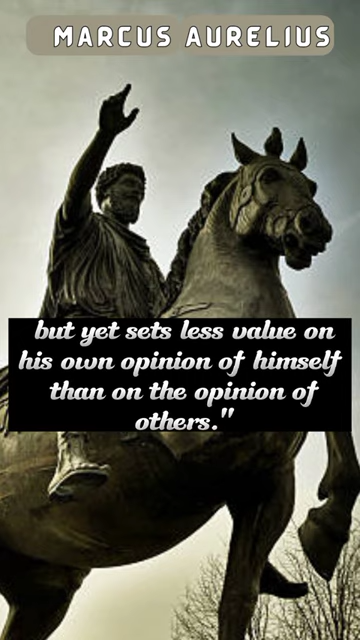 MARCUS AURELIUS
but yet sets less value on
his own opinion of himself
than on the opinion of
others."